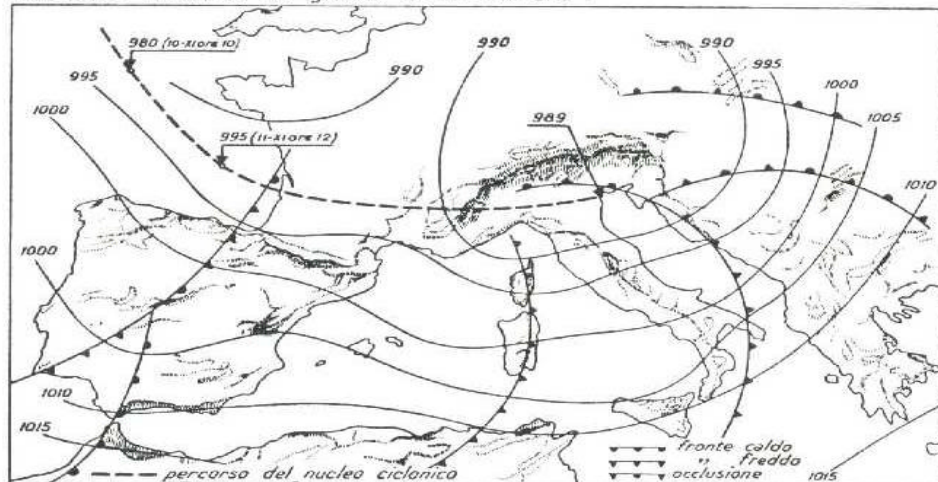 990
980 (10-XI ore 10)
990
995
990
990
995
1000
1000
1005
995 (11-XI ore 12)
989
1010
1000
1010
1015
percorso del nucleo ciclonico
fronte caldo
" freddo
occlusione
1015